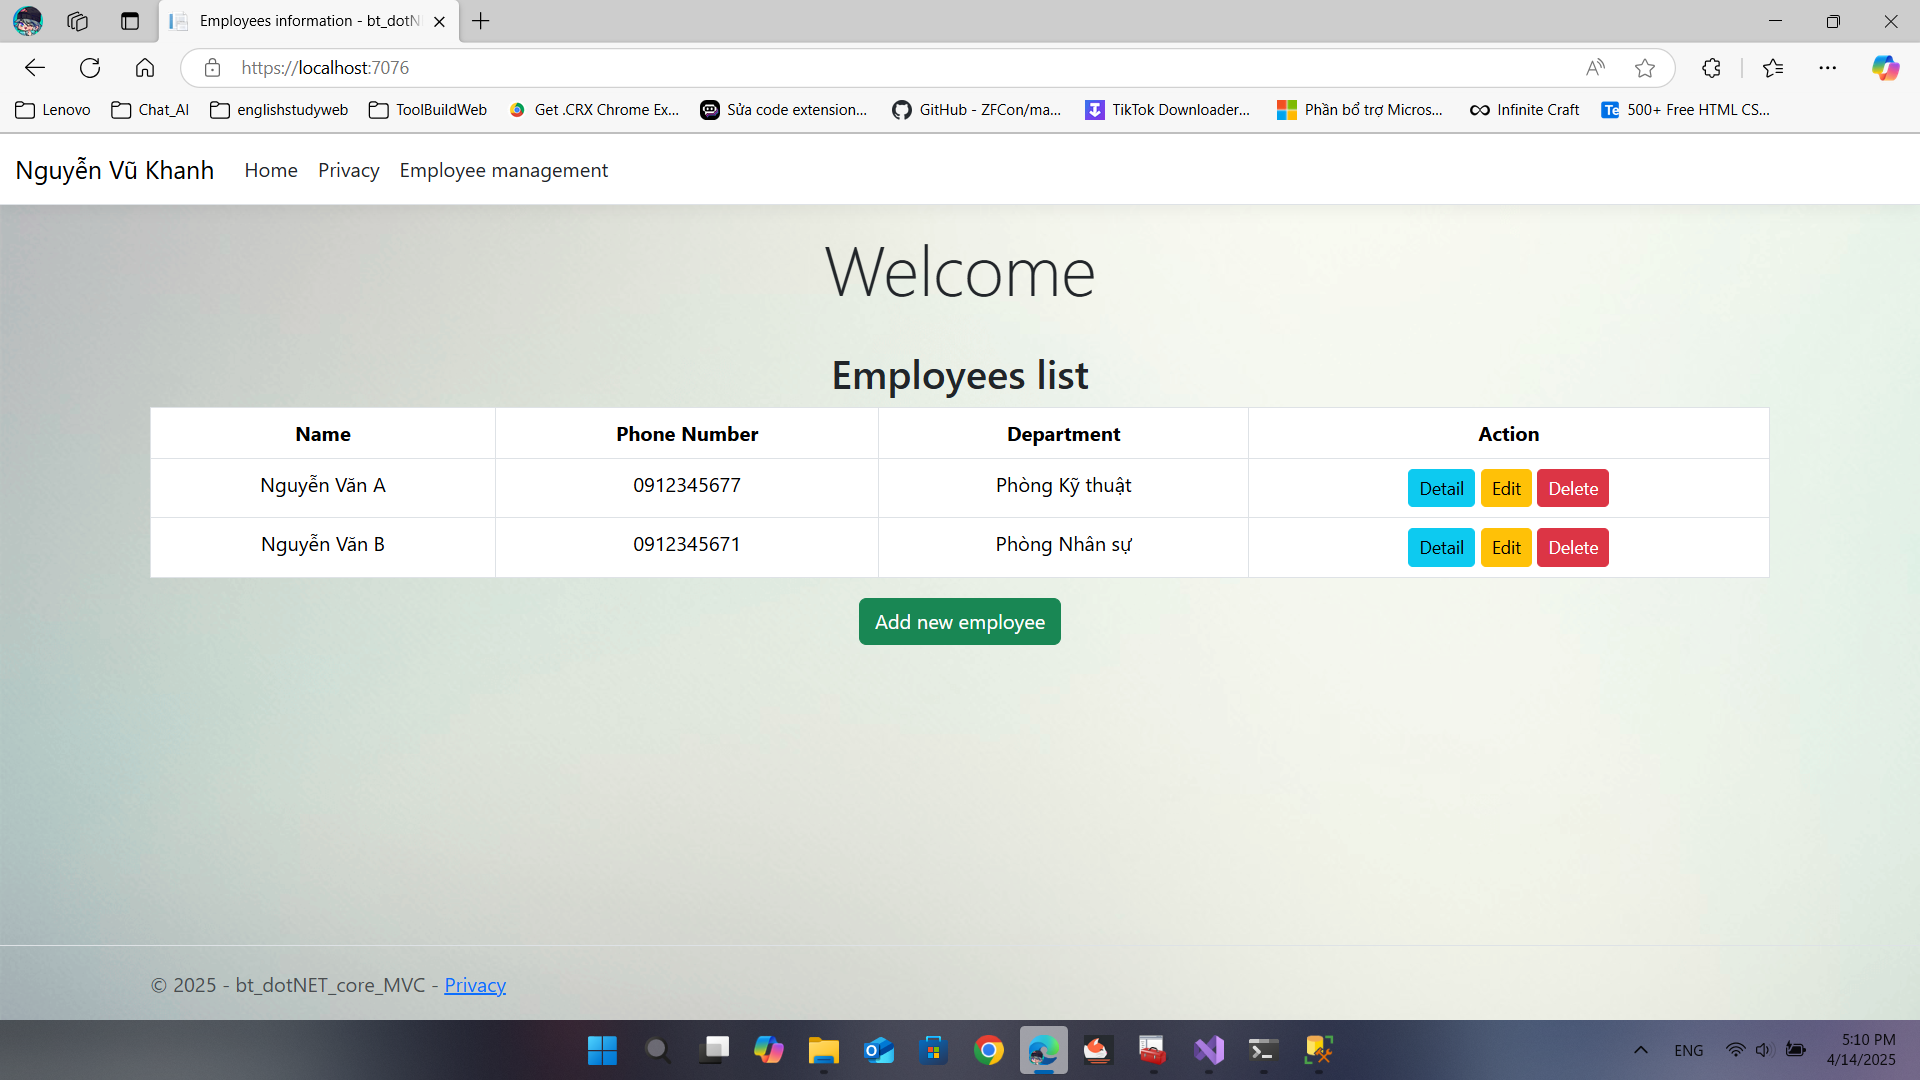 Employees information - bt_dotN
https://localhost:7076
Lenovo Chat_AI englishstudyweb ToolBuildWeb Get .CRX Chrome Ex... Sửa code extension... GitHub - ZFCon/ma... TikTok Downloader... Phần bổ trợ Micros... Infinite Craft Te 500+ Free HTML CS...
Nguyễn Vũ Khanh Home Privacy Employee management
Welcome
Employees list
Name Phone Number Department Action
Nguyễn Văn A 0912345677 Phòng Kỹ thuật Detail Edit Delete
Nguyễn Văn B 0912345671 Phòng Nhân sự Detail Edit Delete
Add new employee
© 2025 - bt_dotNET_core_MVC - Privacy
ENG 5:10 PM
4/14/2025